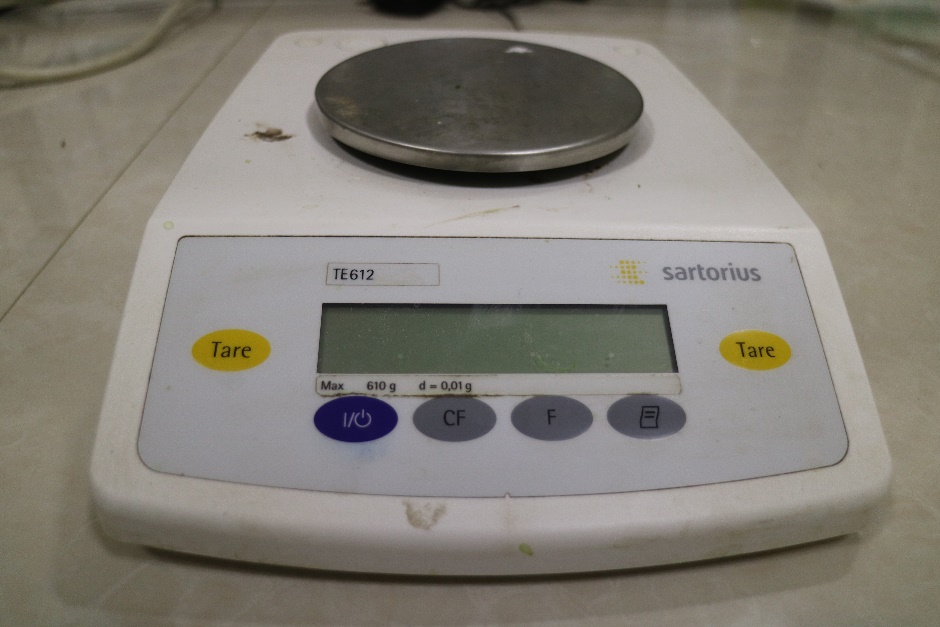 TE612
sartorius
Tare
Tare
Max 610 g d = 0,01 g
I/⏻
CF
F